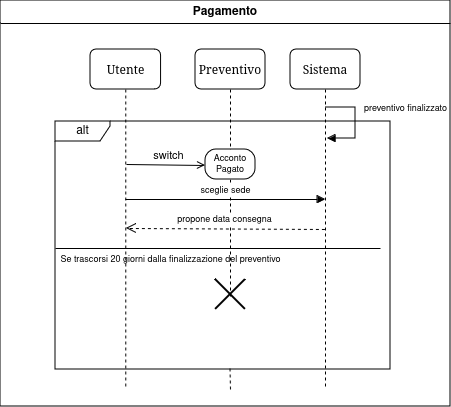 Pagamento
Utente
Preventivo
Sistema
preventivo finalizzato
alt
switch
Acconto
Pagato
sceglie sede
propone data consegna
Se trascorsi 20 giorni dalla finalizzazione del preventivo